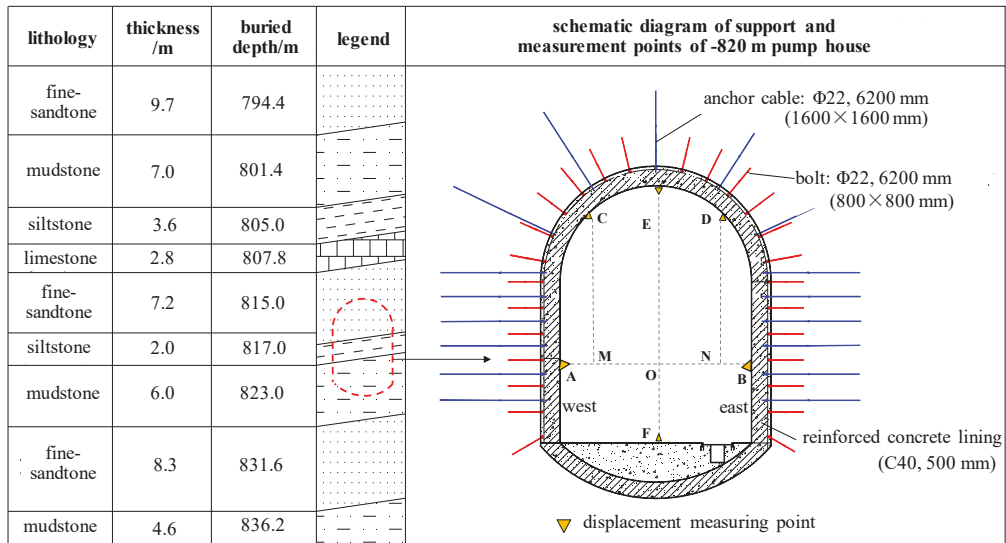 lithology
thickness
/m
buried
depth/m
legend
schematic diagram of support and
measurement points of -820 m pump house
fine-
sandtone
9.7
794.4
mudstone
7.0
801.4
siltstone
3.6
805.0
limestone
2.8
807.8
fine-
sandtone
7.2
815.0
siltstone
2.0
817.0
mudstone
6.0
823.0
fine-
sandtone
8.3
831.6
mudstone
4.6
836.2
anchor cable: Φ22, 6200 mm
(1600×1600 mm)
bolt: Φ22, 6200 mm
(800×800 mm)
C
E
D
M
N
A
O
B
west
east
F
reinforced concrete lining
(C40, 500 mm)
displacement measuring point